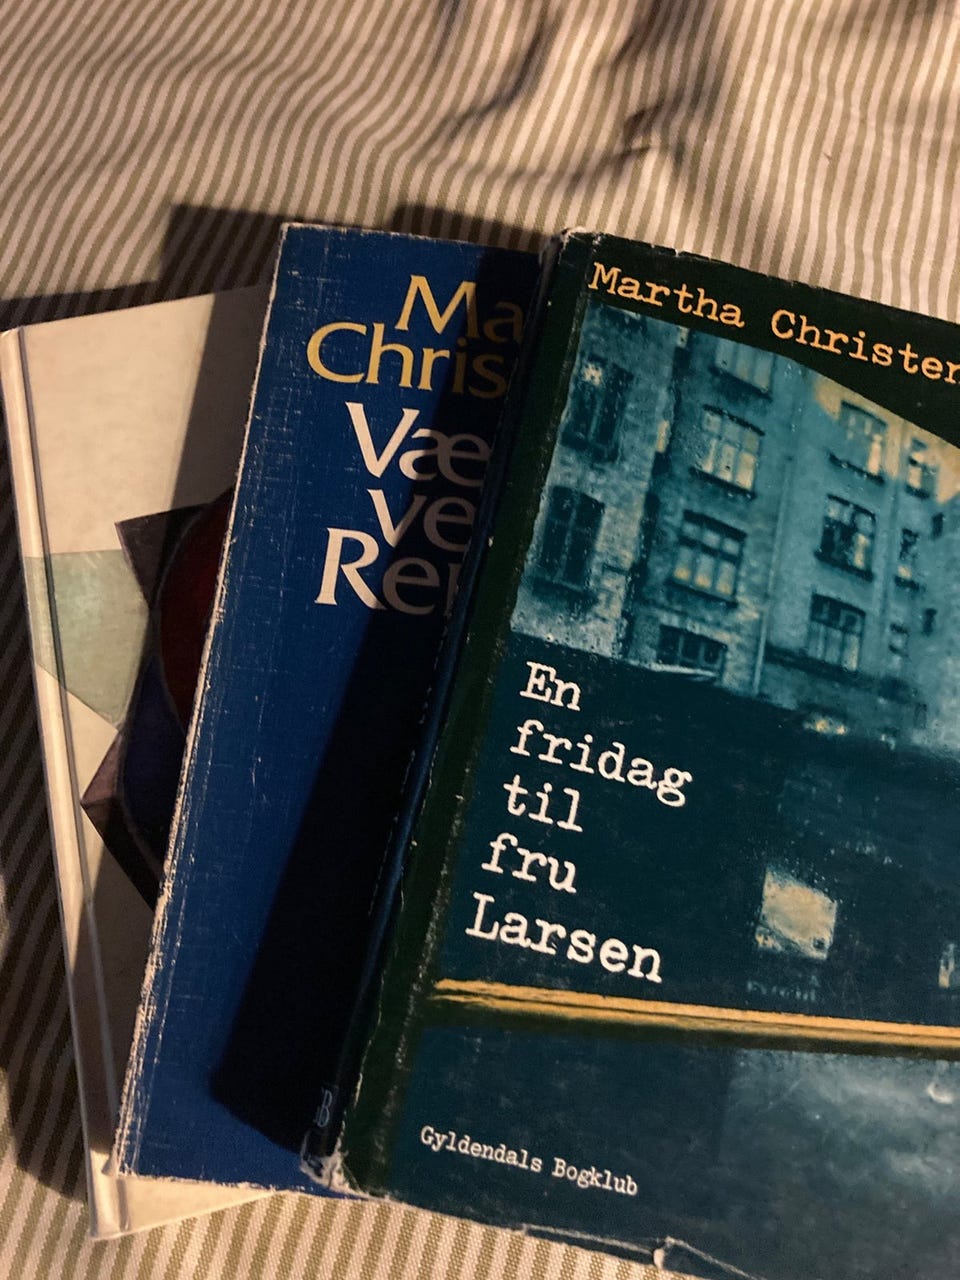 Ma
Chris
Væ
ve
Re
Martha Christen
En
fridag
til
fru
Larsen
Gyldendals Bogklub
B